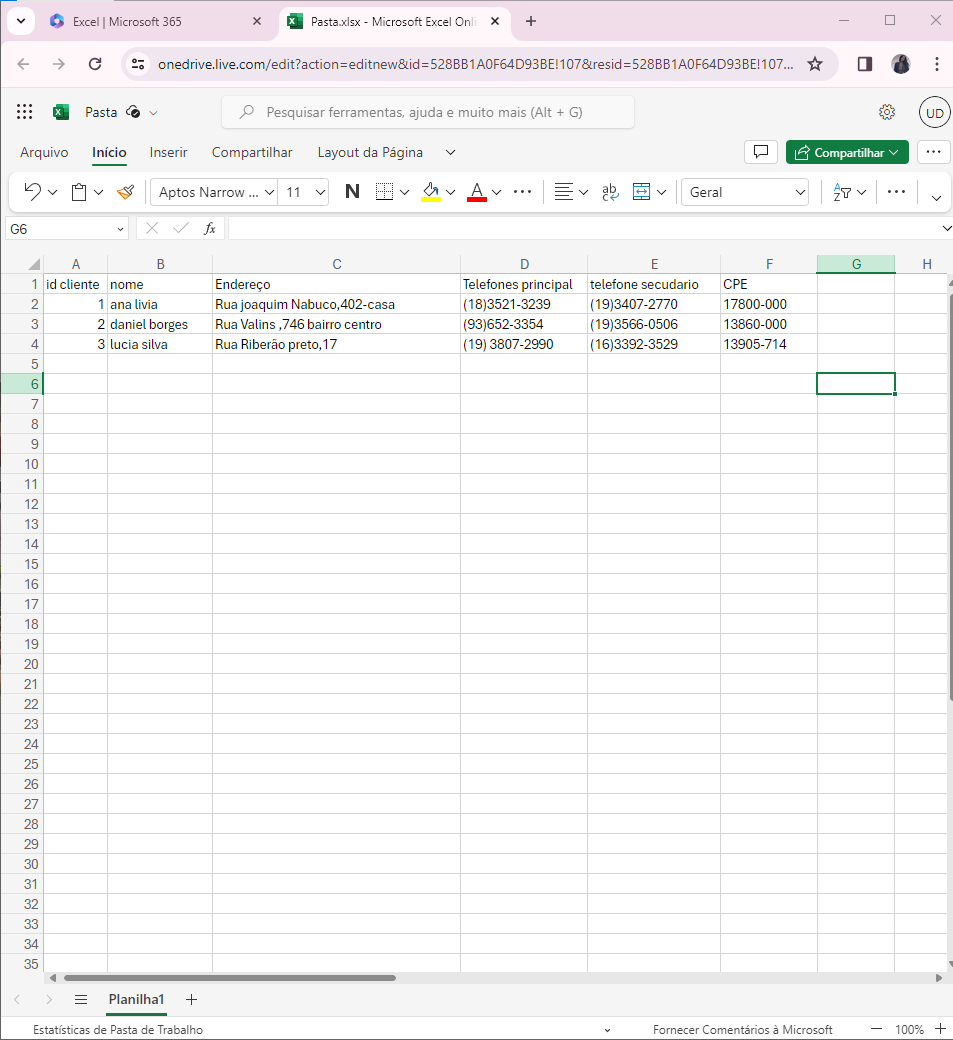 Excel | Microsoft 365
Pasta.xlsx - Microsoft Excel Onli
onedrive.live.com/edit?action=editnew&id=528BB1A0F64D93BE!107&resid=528BB1A0F64D93BE!107...
Pasta
Pesquisar ferramentas, ajuda e muito mais (Alt + G)
UD
Arquivo Início Inserir Compartilhar Layout da Página Compartilhar
Aptos Narrow ... 11 N A ab Geral AZ
G6 fx
A B C D E F G H
1 id cliente nome Endereço Telefones principal telefone secudario CPE
2 1 ana livia Rua joaquim Nabuco,402-casa (18)3521-3239 (19)3407-2770 17800-000
3 2 daniel borges Rua Valins ,746 bairro centro (93)652-3354 (19)3566-0506 13860-000
4 3 lucia silva Rua Riberão preto,17 (19) 3807-2990 (16)3392-3529 13905-714
5
6
7
8
9
10
11
12
13
14
15
16
17
18
19
20
21
22
23
24
25
26
27
28
29
30
31
32
33
34
35
Planilha1
Estatísticas de Pasta de Trabalho Fornecer Comentários à Microsoft 100%